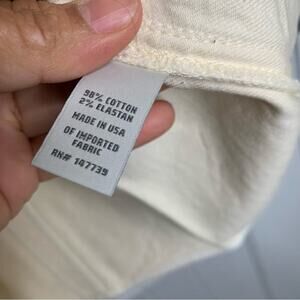 98% COTTON
2% ELASTAN
MADE IN USA
OF IMPORTED
FABRIC
RN# 147739